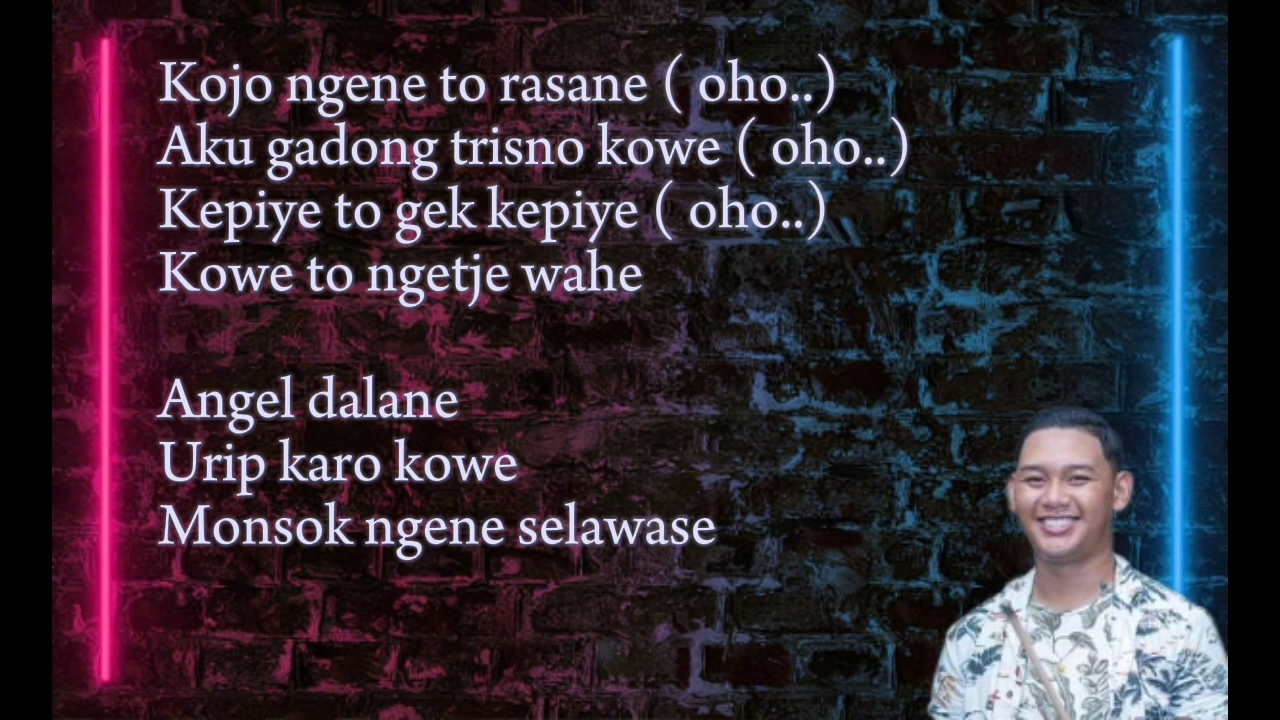 Kojo ngene to rasane ( oho..)
Aku gadong trisno kowe ( oho..)
Kepiye to gek kepiye ( oho..)
Kowe to ngetje wahe
Angel dalane
Urip karo kowe
Monsok ngene selawase